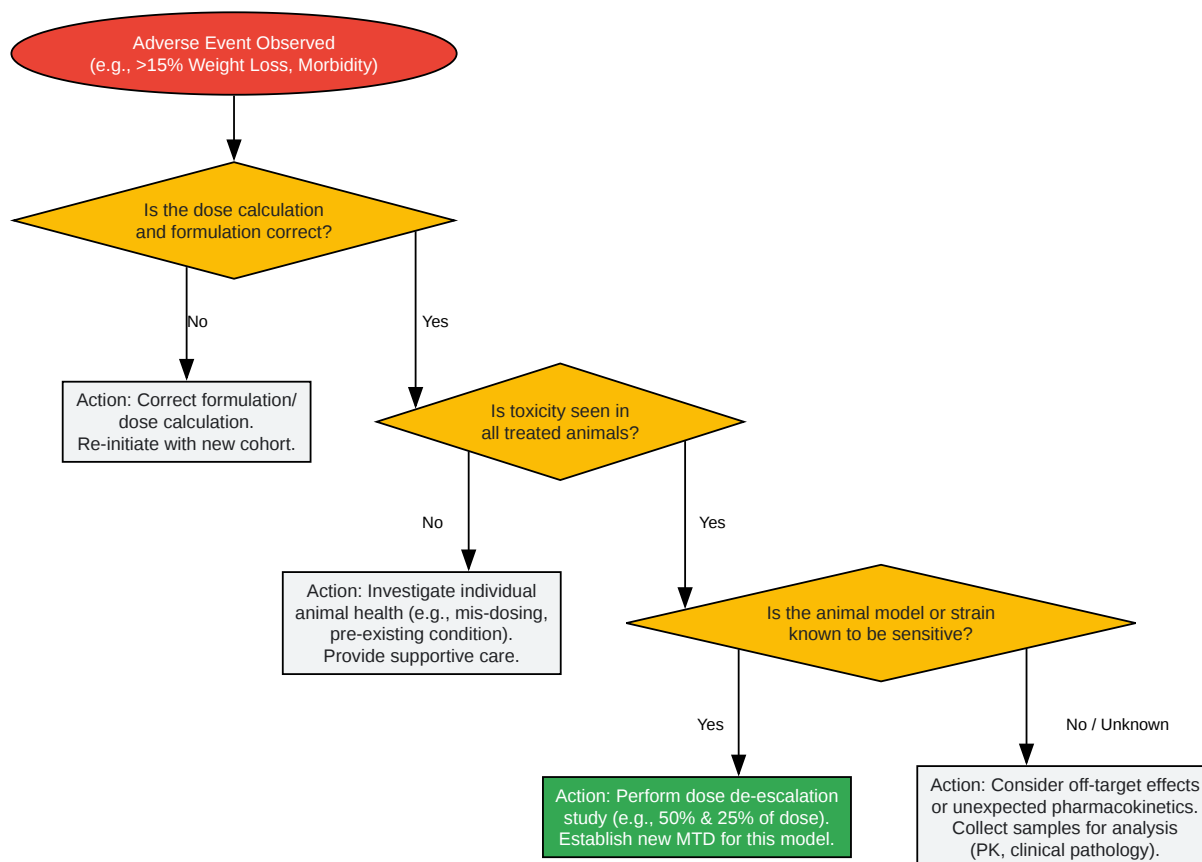 Adverse Event Observed
(e.g., >15% Weight Loss, Morbidity)
Is the dose calculation
and formulation correct?
No
Yes
Action: Correct formulation/
dose calculation.
Re-initiate with new cohort.
Is toxicity seen in
all treated animals?
No
Yes
Action: Investigate individual
animal health (e.g., mis-dosing,
pre-existing condition).
Provide supportive care.
Is the animal model or strain
known to be sensitive?
Yes
No / Unknown
Action: Perform dose de-escalation
study (e.g., 50% & 25% of dose).
Establish new MTD for this model.
Action: Consider off-target effects
or unexpected pharmacokinetics.
Collect samples for analysis
(PK, clinical pathology).